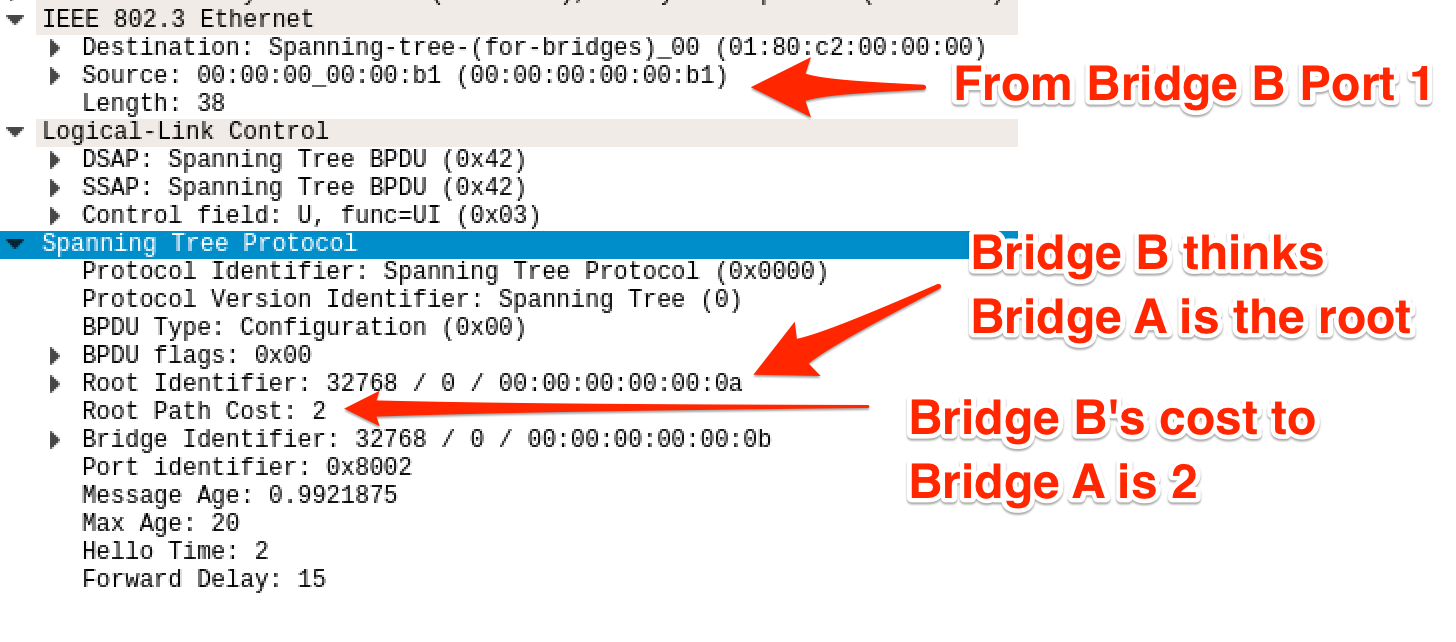 IEEE 802.3 Ethernet
Destination: Spanning-tree-(for-bridges)_00 (01:80:c2:00:00:00)
Source: 00:00:00_00:00:b1 (00:00:00:00:00:b1)
From Bridge B Port 1
Length: 38
Logical-Link Control
DSAP: Spanning Tree BPDU (0x42)
SSAP: Spanning Tree BPDU (0x42)
Control field: U, func=UI (0x03)
Spanning Tree Protocol
Bridge B thinks
Bridge A is the root
Protocol Identifier: Spanning Tree Protocol (0x0000)
Protocol Version Identifier: Spanning Tree (0)
BPDU Type: Configuration (0x00)
BPDU flags: 0x00
Root Identifier: 32768 / 0 / 00:00:00:00:00:0a
Root Path Cost: 2
Bridge B's cost to
Bridge A is 2
Bridge Identifier: 32768 / 0 / 00:00:00:00:00:0b
Port identifier: 0x8002
Message Age: 0.9921875
Max Age: 20
Hello Time: 2
Forward Delay: 15